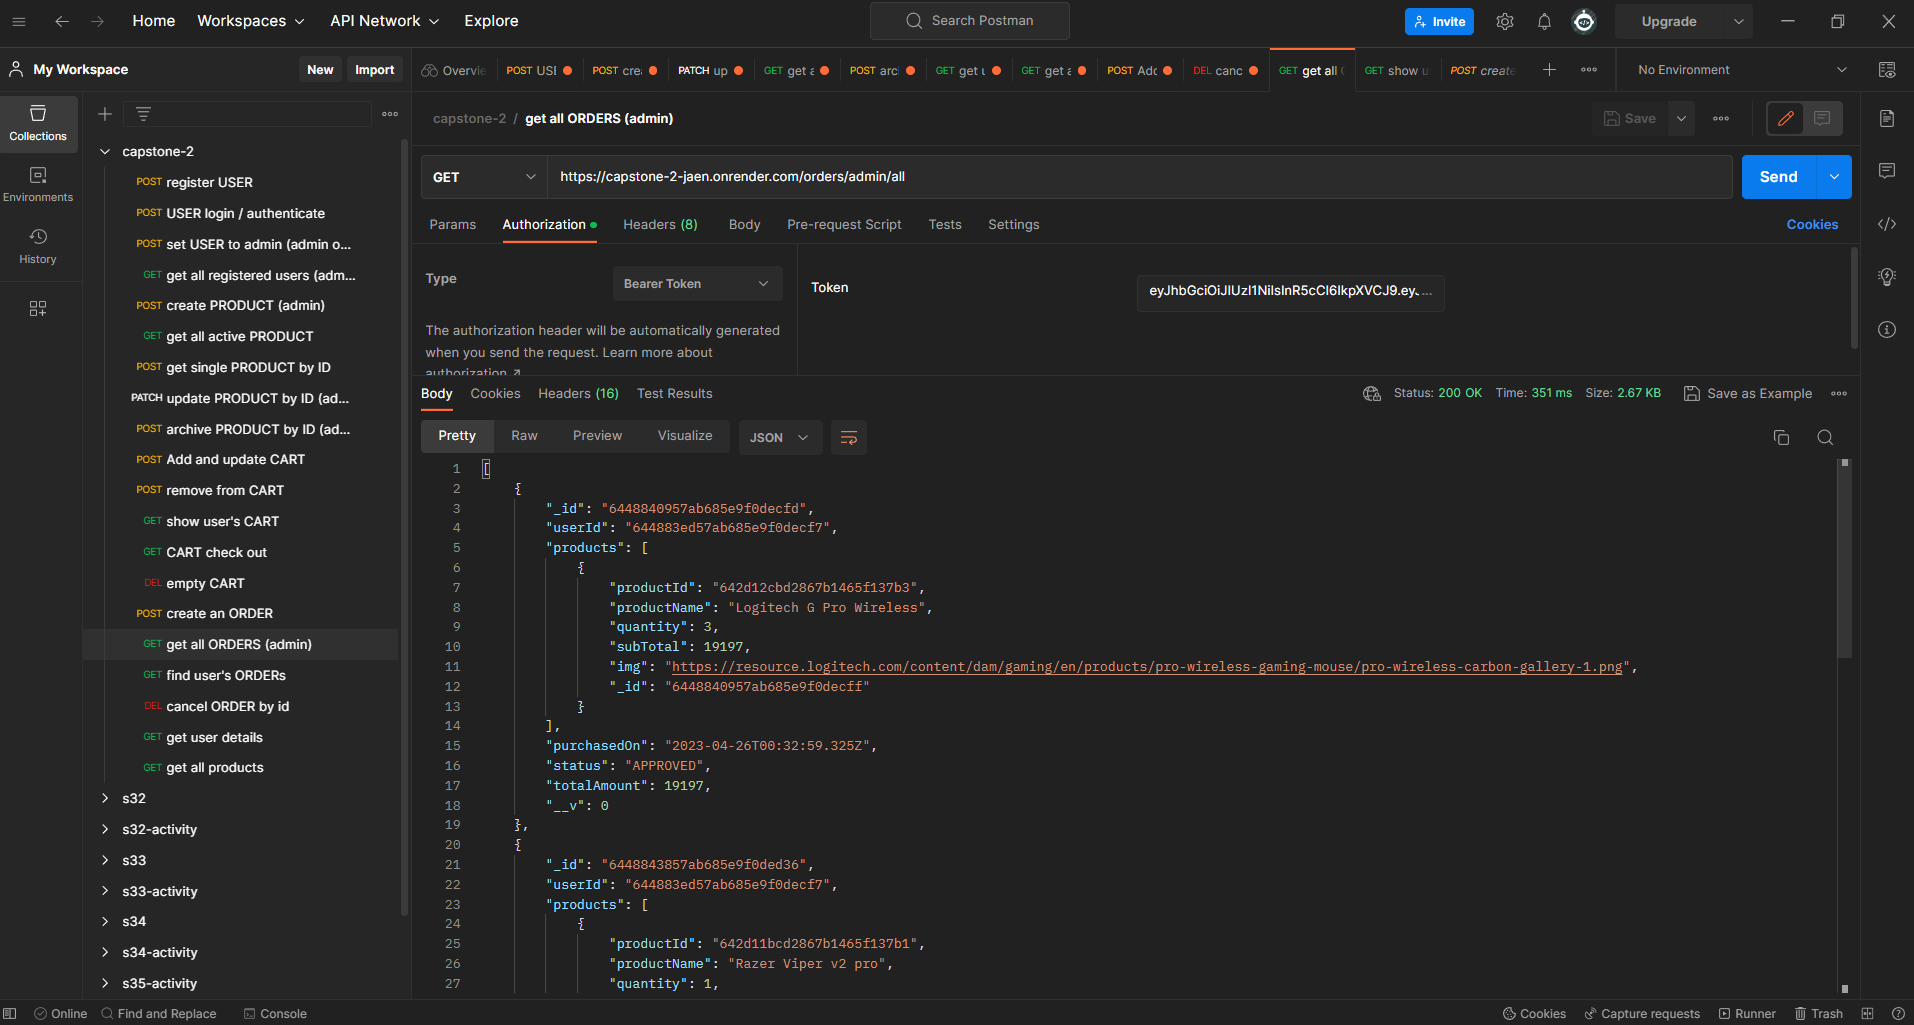 Home Workspaces API Network Explore Search Postman Invite Upgrade
My Workspace New Import
Overvie POST USI POST cre PATCH up GET get a POST arc GET get u GET get a POST Add DEL canc GET get all GET show u POST create No Environment
Collections
Environments
History
capstone-2
POST register USER
POST USER login / authenticate
POST set USER to admin (admin o...
GET get all registered users (adm...
POST create PRODUCT (admin)
GET get all active PRODUCT
POST get single PRODUCT by ID
PATCH update PRODUCT by ID (ad...
POST archive PRODUCT by ID (ad...
POST Add and update CART
POST remove from CART
GET show user's CART
GET CART check out
DEL empty CART
POST create an ORDER
GET get all ORDERS (admin)
GET find user's ORDERs
DEL cancel ORDER by id
GET get user details
GET get all products
s32
s32-activity
s33
s33-activity
s34
s34-activity
s35-activity
capstone-2 / get all ORDERS (admin) Save
GET https://capstone-2-jaen.onrender.com/orders/admin/all Send
Params Authorization Headers (8) Body Pre-request Script Tests Settings Cookies
Type Bearer Token
The authorization header will be automatically generated
when you send the request. Learn more about
authorization ↗
Token eyJhbGciOiJIUzI1NiIsInR5cCI6IkpXVCJ9.eyJ...
Body Cookies Headers (16) Test Results Status: 200 OK Time: 351 ms Size: 2.67 KB Save as Example
Pretty Raw Preview Visualize JSON
1 [
2 {
3 "_id": "6448840957ab685e9f0decfd",
4 "userId": "644883ed57ab685e9f0decf7",
5 "products": [
6 {
7 "productId": "642d12cbd2867b1465f137b3",
8 "productName": "Logitech G Pro Wireless",
9 "quantity": 3,
10 "subTotal": 19197,
11 "img": "https://resource.logitech.com/content/dam/gaming/en/products/pro-wireless-gaming-mouse/pro-wireless-carbon-gallery-1.png",
12 "_id": "6448840957ab685e9f0decff"
13 }
14 ],
15 "purchasedOn": "2023-04-26T00:32:59.325Z",
16 "status": "APPROVED",
17 "totalAmount": 19197,
18 "__v": 0
19 },
20 {
21 "_id": "6448843857ab685e9f0ded36",
22 "userId": "644883ed57ab685e9f0decf7",
23 "products": [
24 {
25 "productId": "642d11bcd2867b1465f137b1",
26 "productName": "Razer Viper v2 pro",
27 "quantity": 1,
Online Find and Replace Console Cookies Capture requests Runner Trash